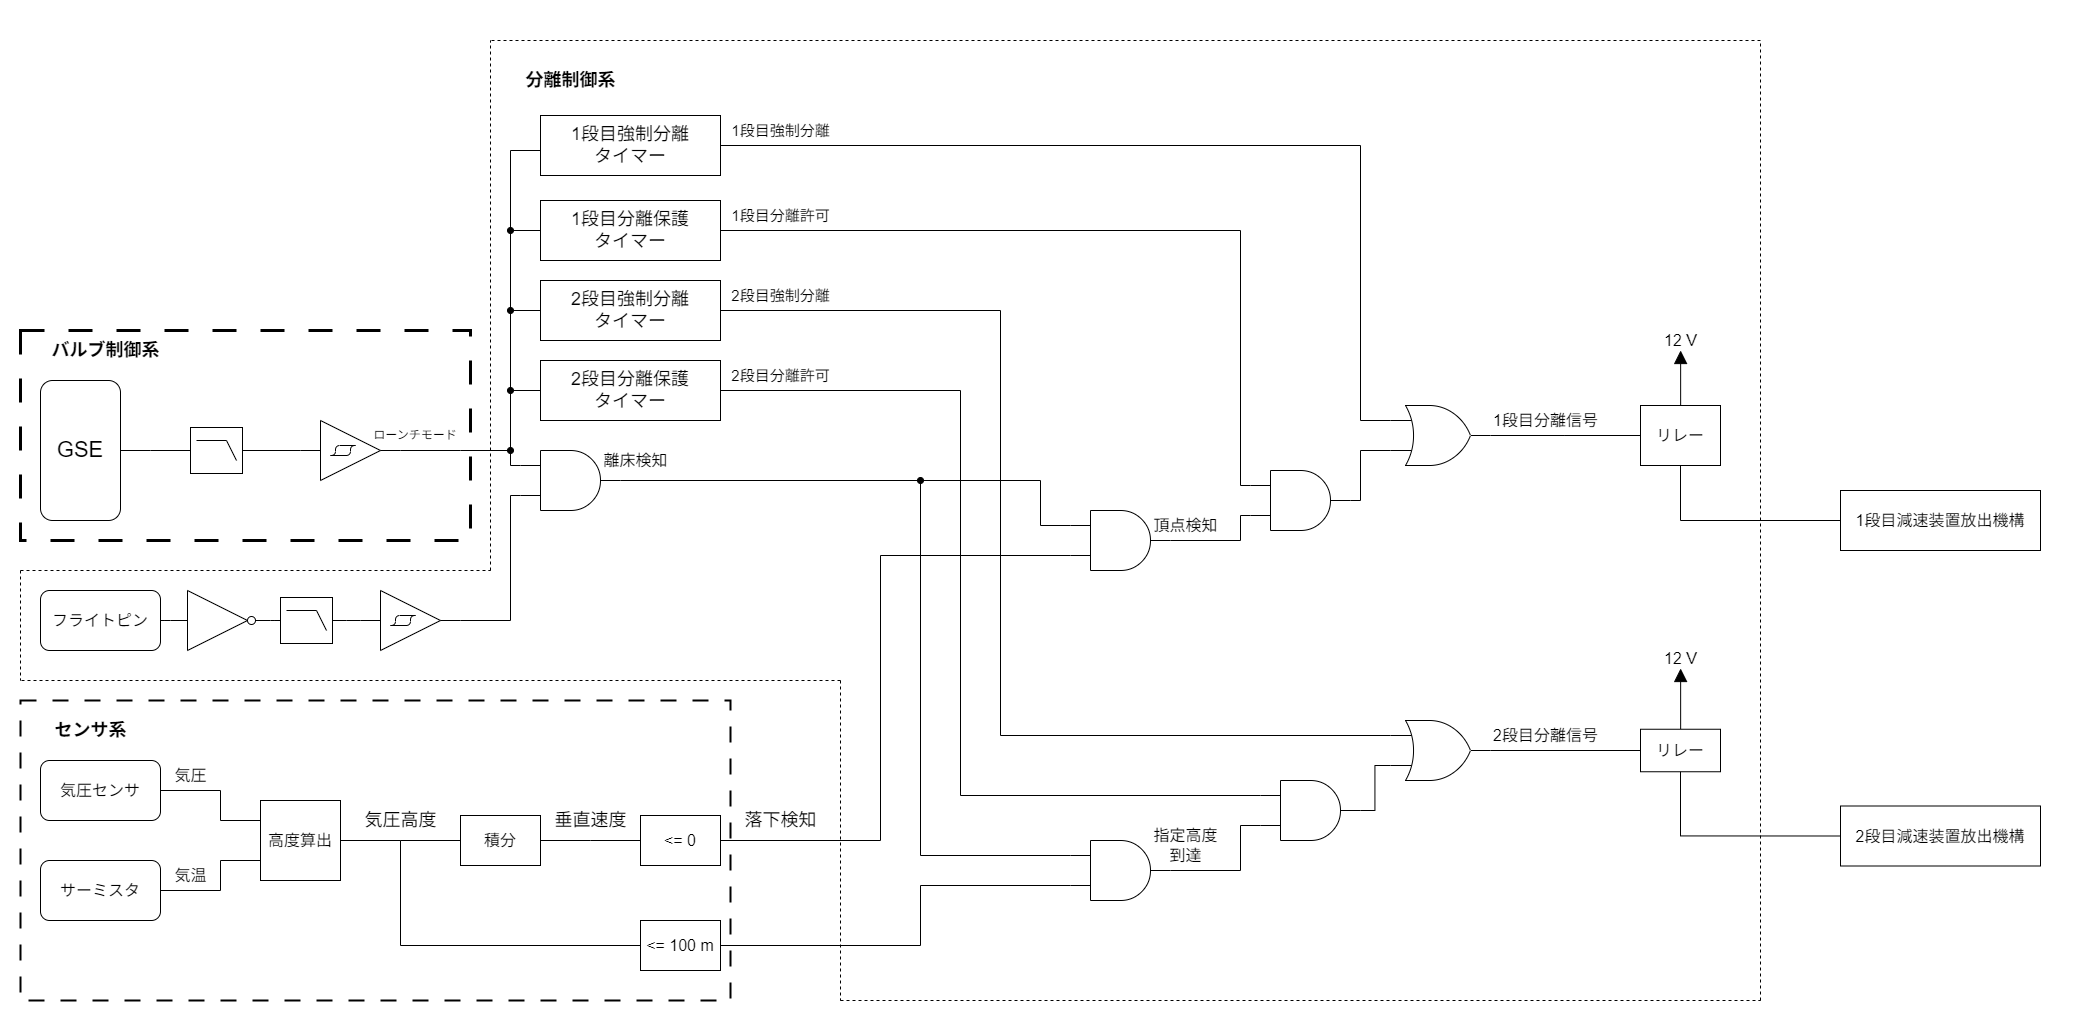 分離制御系
1段目強制分離
タイマー
1段目強制分離
1段目分離保護
タイマー
1段目分離許可
2段目強制分離
タイマー
2段目強制分離
2段目分離保護
タイマー
2段目分離許可
バルブ制御系
GSE
ローンチモード
離床検知
フライトピン
頂点検知
12 V
1段目分離信号
リレー
1段目減速装置放出機構
センサ系
気圧センサ
気圧
サーミスタ
気温
高度算出
気圧高度
積分
垂直速度
<= 0
落下検知
<= 100 m
指定高度
到達
12 V
2段目分離信号
リレー
2段目減速装置放出機構